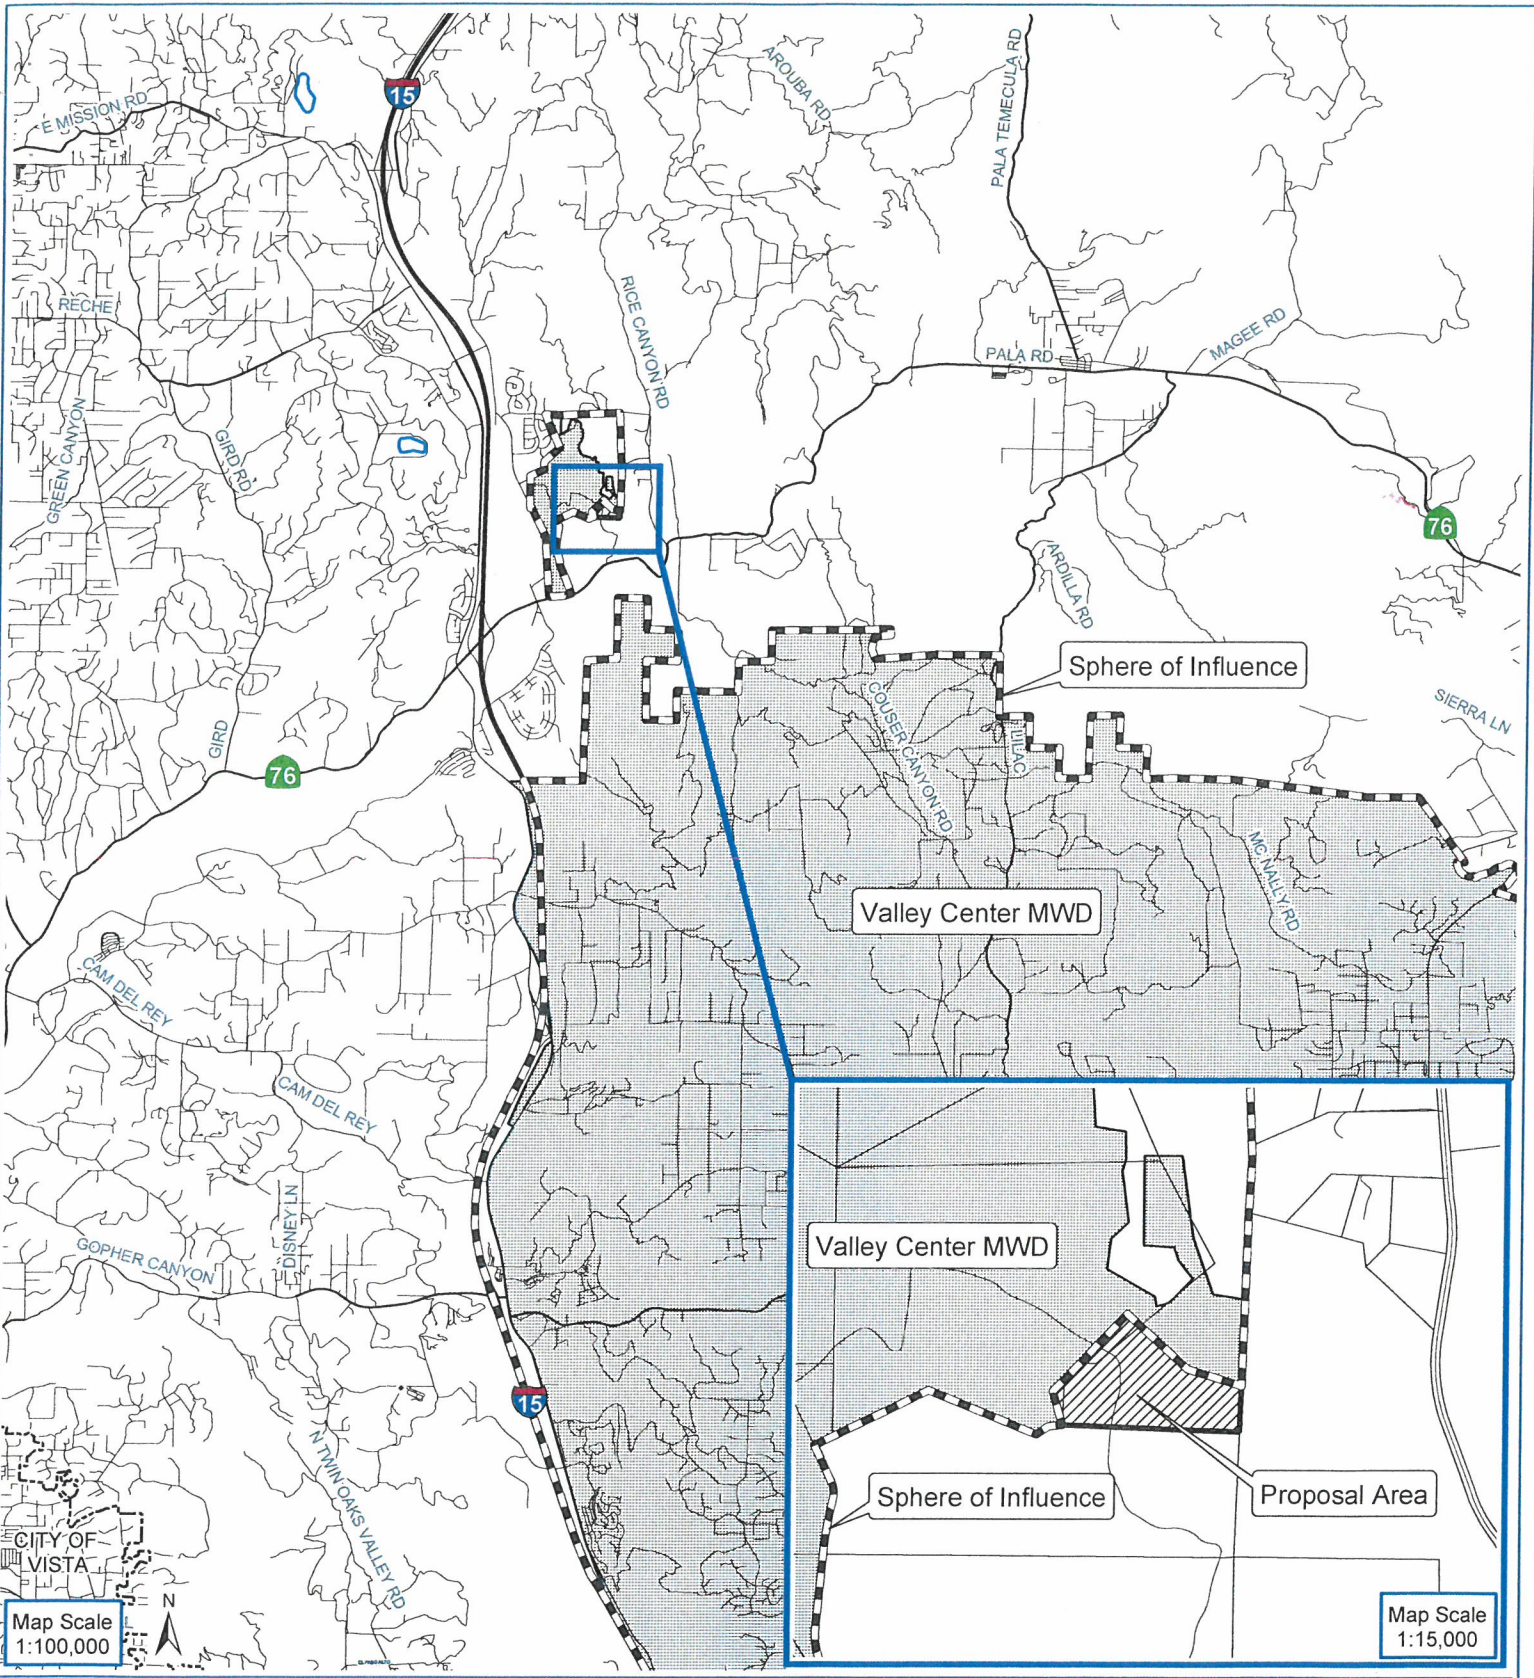 E MISSION RD
15
AROUBA RD
PALA TEMECULA RD
RECHE
RICE CANYON RD
PALA RD
MAGEE RD
GREEN CANYON
GIRD RD
76
ARDILLA RD
Sphere of Influence
SIERRA LN
GIRD
76
COUSER CANYON RD
LILAC
MC NALLY RD
Valley Center MWD
CAM DEL REY
CAM DEL REY
DISNEY LN
GOPHER CANYON
Valley Center MWD
15
N TWIN OAKS VALLEY RD
Sphere of Influence
Proposal Area
CITY OF
VISTA
N
Map Scale
1:100,000
Map Scale
1:15,000